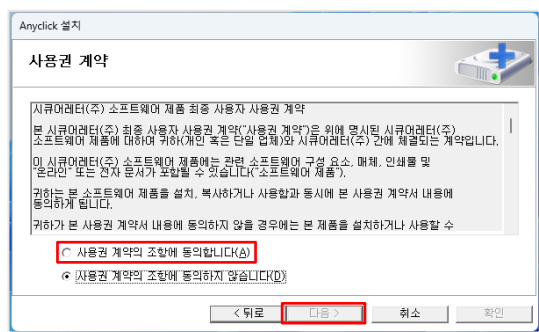 Anyclick 설치
사용권 계약
시큐어레터(주) 소프트웨어 제품 최종 사용자 사용권 계약
본 시큐어레터(주) 최종 사용자 사용권 계약("사용권 계약")은 위에 명시된 시큐어레터(주)
소프트웨어 제품에 대하여 귀하(개인 혹은 단일 업체)와 시큐어레터(주) 간에 체결되는 계약입니다.
이 시큐어레터(주) 소프트웨어 제품에는 관련 소프트웨어 구성 요소, 매체, 인쇄물 및
"온라인" 또는 전자 문서가 포함될 수 있습니다("소프트웨어 제품").
귀하는 본 소프트웨어 제품을 설치, 복사하거나 사용함과 동시에 본 사용권 계약서 내용에
동의하게 됩니다.
귀하가 본 사용권 계약서 내용에 동의하지 않을 경우에는 본 제품을 설치하거나 사용할 수
사용권 계약의 조항에 동의합니다(A)
사용권 계약의 조항에 동의하지 않습니다(D)
< 뒤로 다음 > 취소 확인